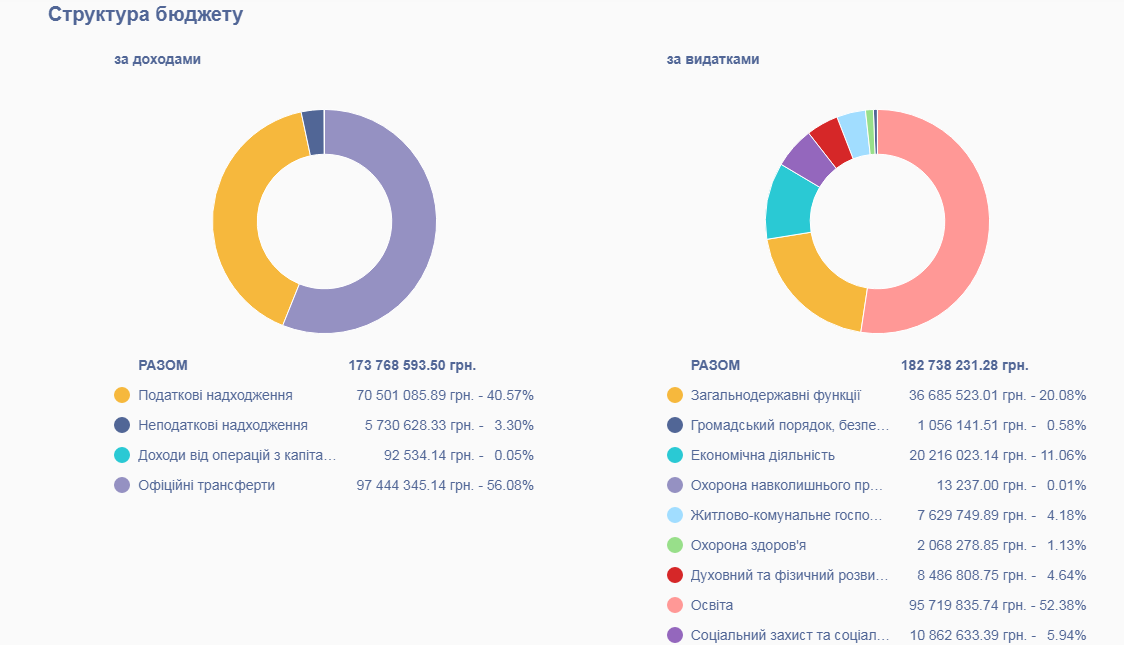 Структура бюджету
за доходами
РАЗОМ 173 768 593.50 грн.
Податкові надходження 70 501 085.89 грн. - 40.57%
Неподаткові надходження 5 730 628.33 грн. - 3.30%
Доходи від операцій з капіта... 92 534.14 грн. - 0.05%
Офіційні трансферти 97 444 345.14 грн. - 56.08%
за видатками
РАЗОМ 182 738 231.28 грн.
Загальнодержавні функції 36 685 523.01 грн. - 20.08%
Громадський порядок, безпе... 1 056 141.51 грн. - 0.58%
Економічна діяльність 20 216 023.14 грн. - 11.06%
Охорона навколишнього пр... 13 237.00 грн. - 0.01%
Житлово-комунальне госпо... 7 629 749.89 грн. - 4.18%
Охорона здоров'я 2 068 278.85 грн. - 1.13%
Духовний та фізичний розви... 8 486 808.75 грн. - 4.64%
Освіта 95 719 835.74 грн. - 52.38%
Соціальний захист та соціал... 10 862 633.39 грн. - 5.94%